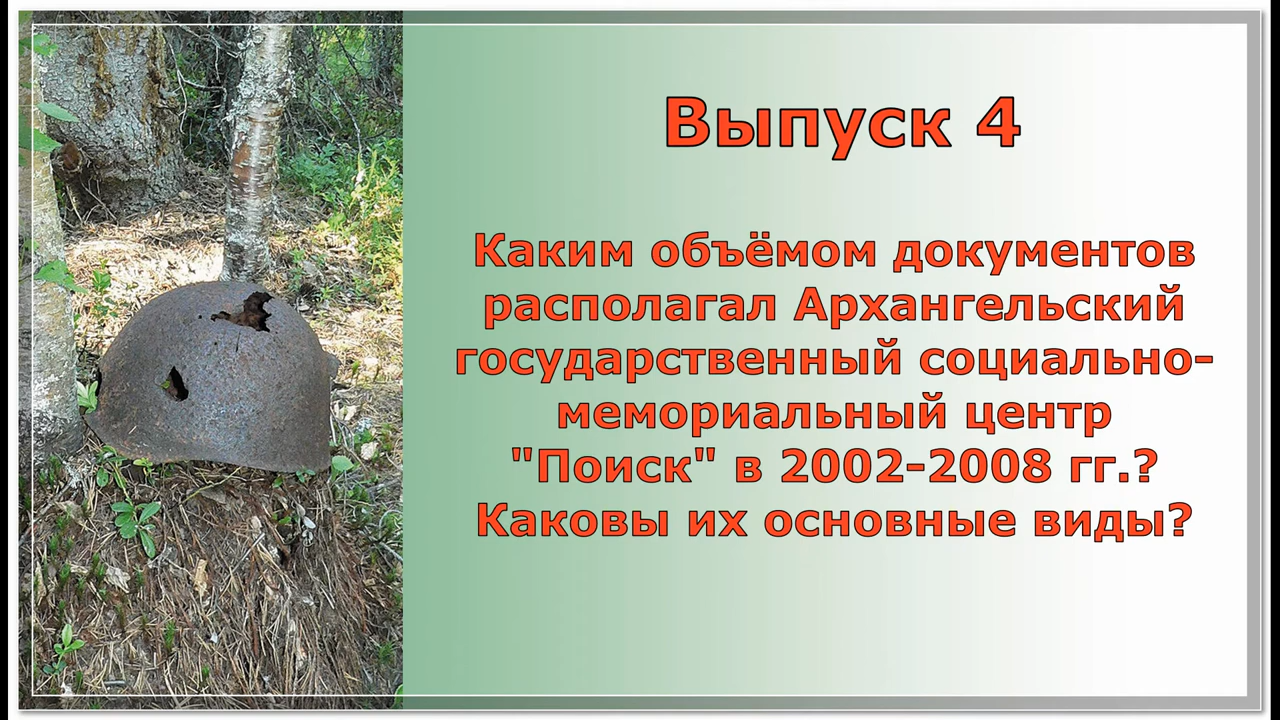 Выпуск 4
Каким объёмом документов
располагал Архангельский
государственный социально-
мемориальный центр
"Поиск" в 2002-2008 гг.?
Каковы их основные виды?